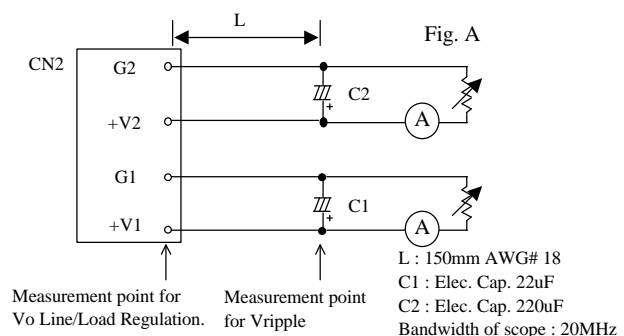 L
Fig. A
CN2
G2
C2
+
+V2
A
G1
C1
+
+V1
A
L : 150mm AWG# 18
C1 : Elec. Cap. 22uF
C2 : Elec. Cap. 220uF
Bandwidth of scope : 20MHz
Measurement point for
Vo Line/Load Regulation.
Measurement point
for Vripple